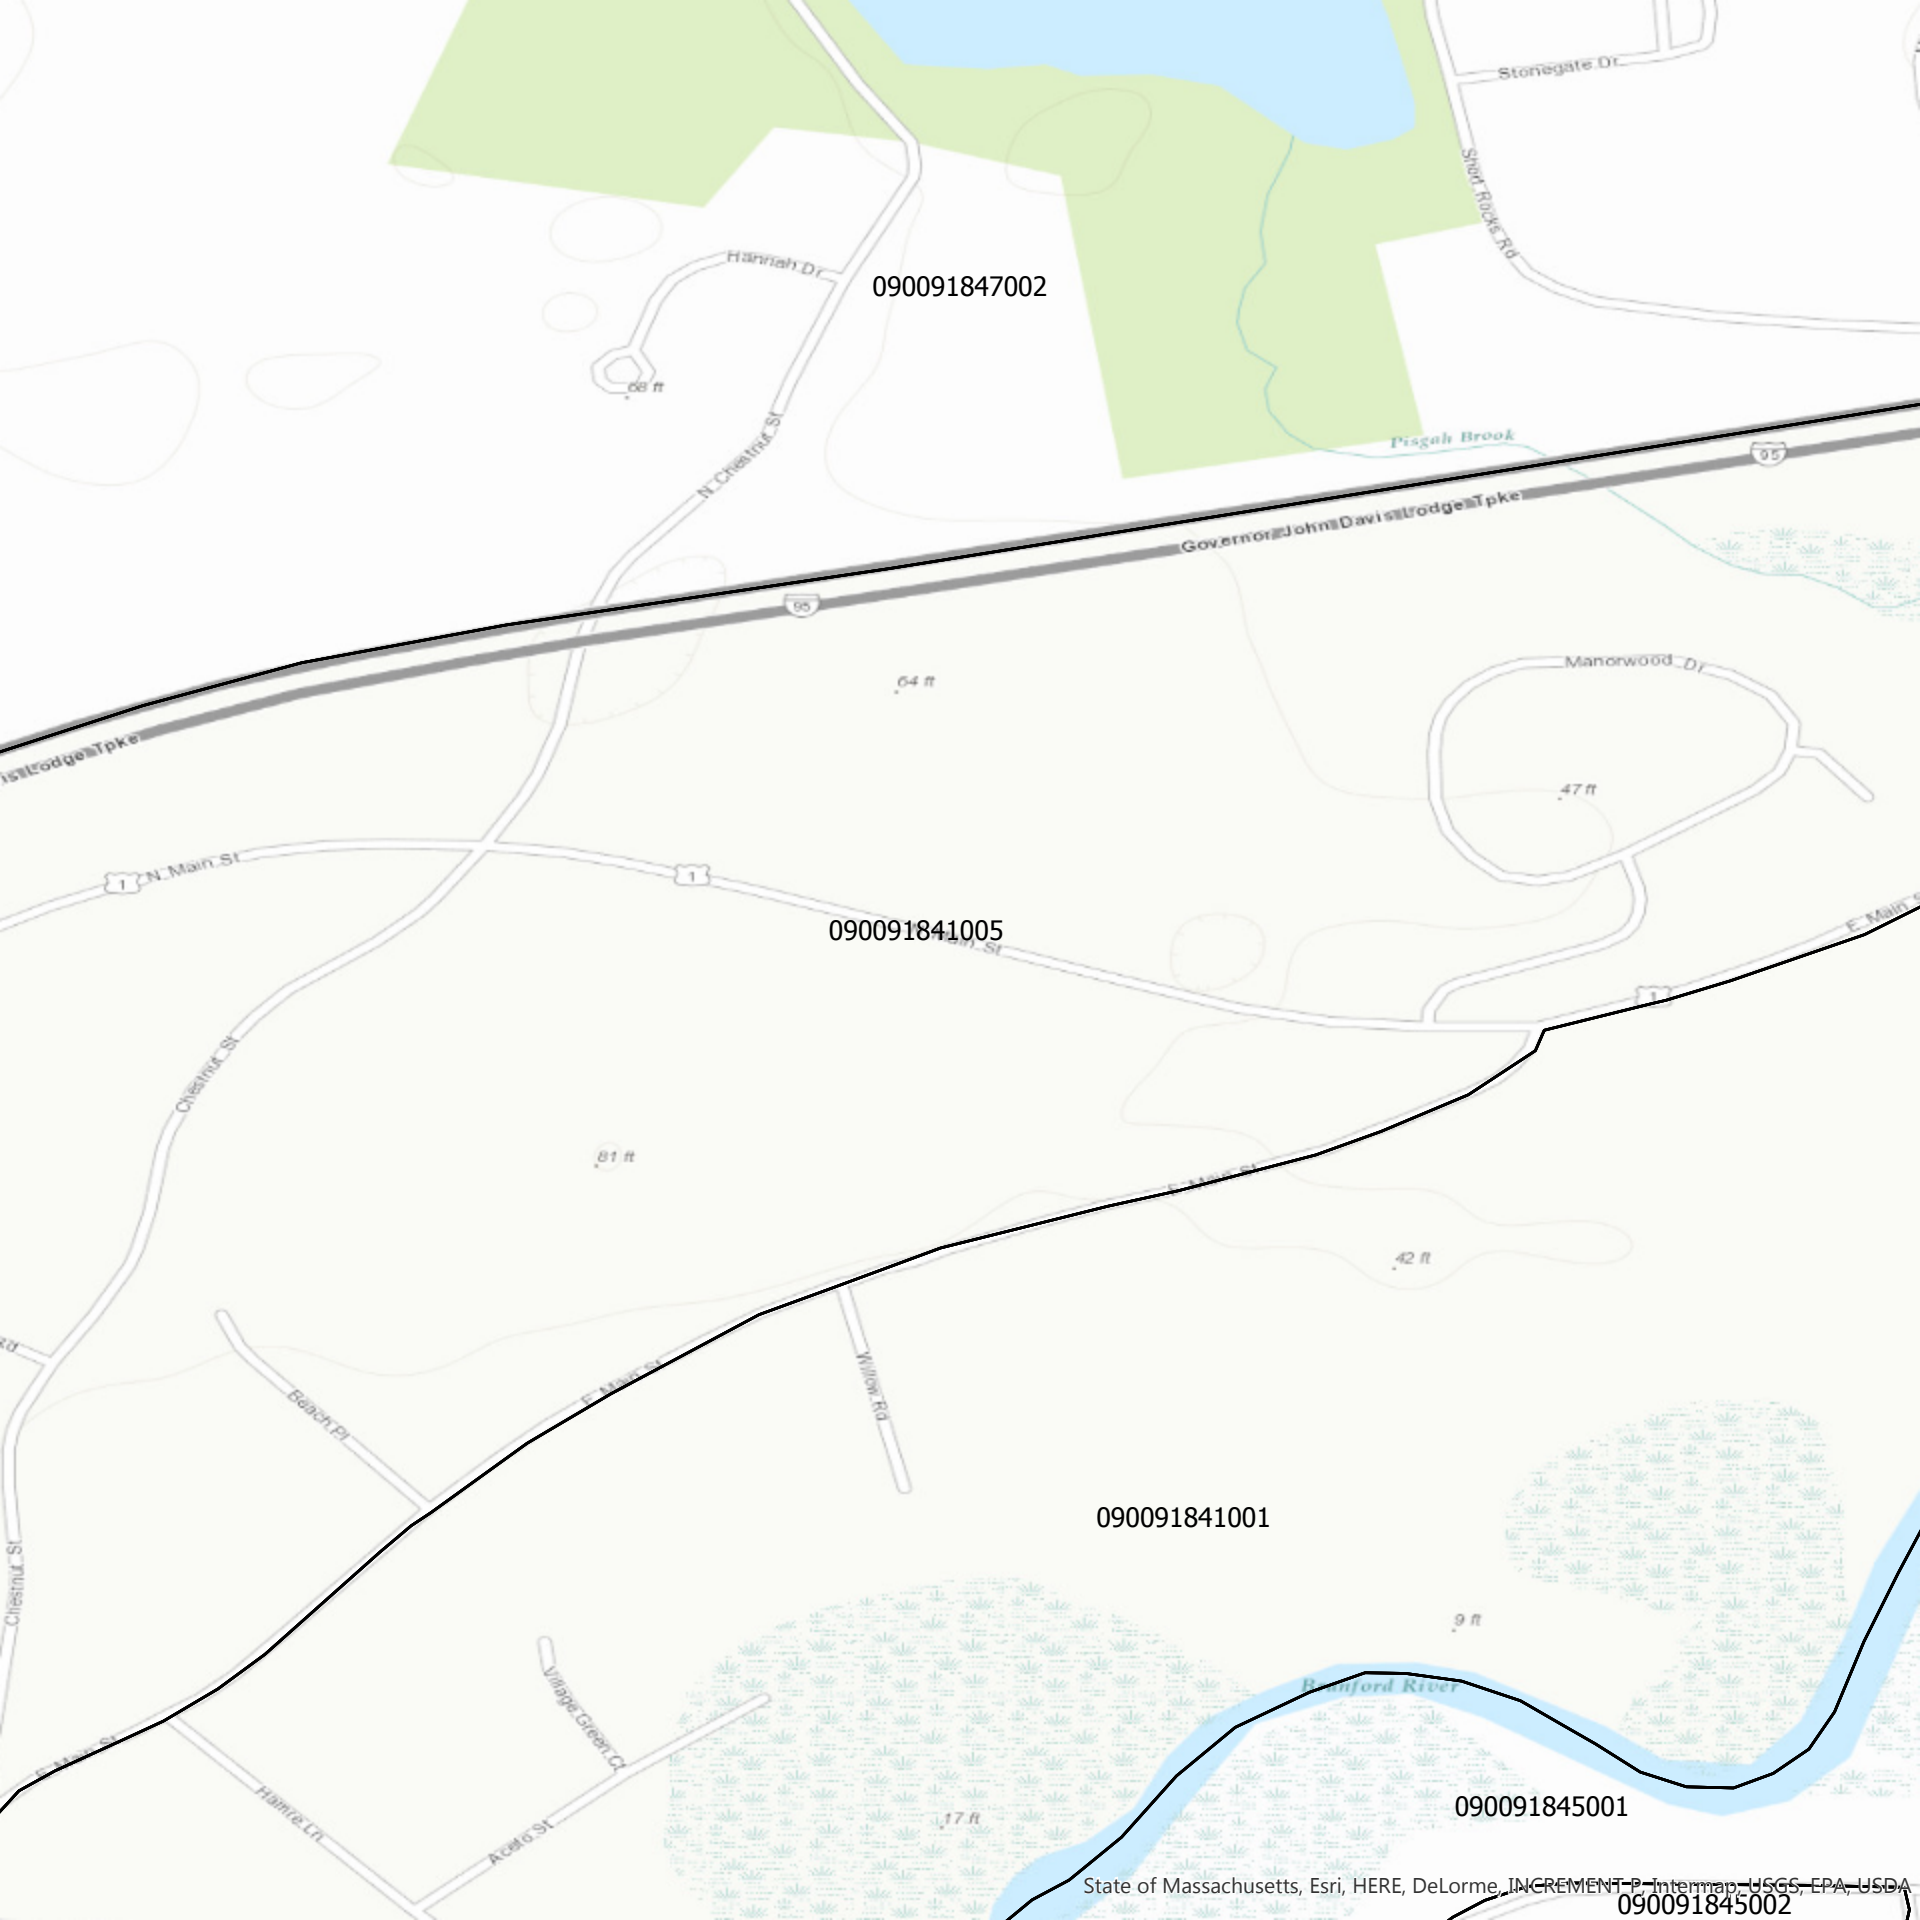 Stonegate Dr
Short Rocks Rd
Hannah Dr
090091847002
68 ft
N Chestnut St
Pisgah Brook
95
Governor John Davis Lodge Tpke
95
64 ft
Manorwood Dr
is Lodge Tpke
47 ft
N Main St
1
1
090091841005
N Main St
E Main St
1
Chestnut St
81 ft
E Main St
42 ft
Rd
E Main St
Willow Rd
Beach Pl
090091841001
Chestnut St
9 ft
Village Green Ct
Branford River
E Main St
Hamre Ln
Aceto St
17 ft
090091845001
State of Massachusetts, Esri, HERE, DeLorme, INCREMENT P, Intermap, USGS, EPA, USDA
090091845002